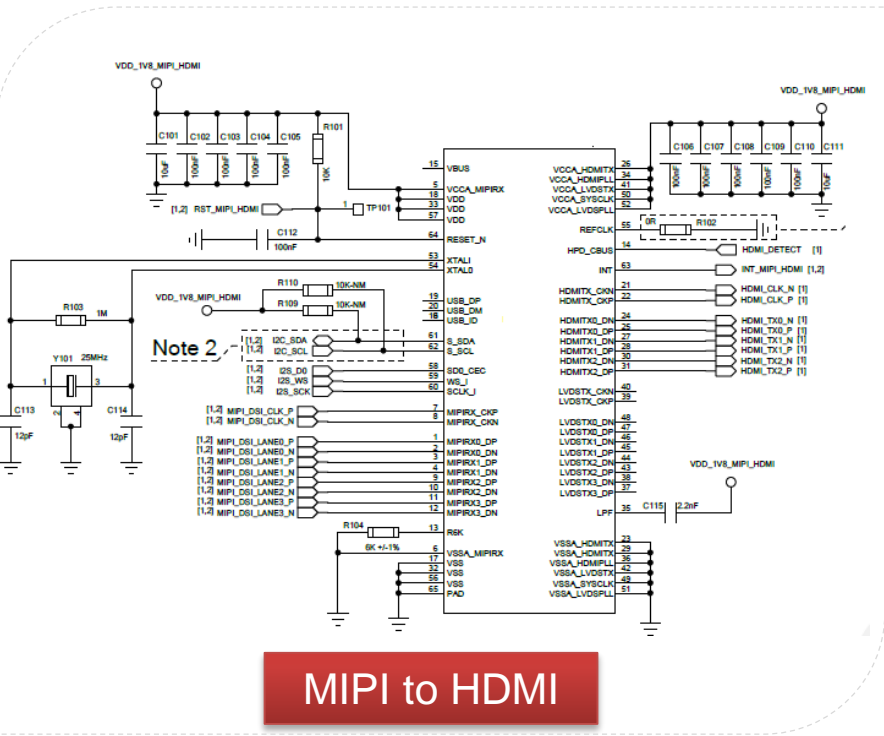 VDD_1V8_MIPI_HDMI
C101 C102 C103 C104 C105
10uF 100nF 100nF 100nF 100nF
R101
10K
[1,2] RST_MIPI_HDMI
1 TP101
C112
100nF
R110 10K-NM
R109 10K-NM
VDD_1V8_MIPI_HDMI
R103 1M
Y101 25MHz
1 3
2 4
C113 12pF
C114 12pF
Note 2
[1,2] I2C_SDA
[1,2] I2C_SCL
[1,2] I2S_D0
[1,2] I2S_WS
[1,2] I2S_SCK
[1,2] MIPI_DSI_CLK_P
[1,2] MIPI_DSI_CLK_N
[1,2] MIPI_DSI_LANE0_P
[1,2] MIPI_DSI_LANE0_N
[1,2] MIPI_DSI_LANE1_P
[1,2] MIPI_DSI_LANE1_N
[1,2] MIPI_DSI_LANE2_P
[1,2] MIPI_DSI_LANE2_N
[1,2] MIPI_DSI_LANE3_P
[1,2] MIPI_DSI_LANE3_N
R104
6K +/-1%
15 VBUS
5 VCCA_MIPIRX
18 VDD
33 VDD
57 VDD
64 RESET_N
53 XTALI
54 XTALO
19 USB_DP
20 USB_DM
16 USB_ID
61 S_SDA
62 S_SCL
58 SD0_CEC
59 WS_I
60 SCLK_I
7 MIPIRX_CKP
8 MIPIRX_CKN
1 MIPIRX0_DP
2 MIPIRX0_DN
3 MIPIRX1_DP
4 MIPIRX1_DN
9 MIPIRX2_DP
10 MIPIRX2_DN
11 MIPIRX3_DP
12 MIPIRX3_DN
13 R6K
6 VSSA_MIPIRX
17 VSS
32 VSS
56 VSS
65 PAD
VCCA_HDMITX 26
VCCA_HDMIPLL 34
VCCA_LVDSTX 41
VCCA_SYSCLK 50
VCCA_LVDSPLL 52
REFCLK 55
HPD_CBUS 14
INT 63
HDMITX_CKN 21
HDMITX_CKP 22
HDMITX0_DN 24
HDMITX0_DP 25
HDMITX1_DN 27
HDMITX1_DP 28
HDMITX2_DN 30
HDMITX2_DP 31
LVDSTX_CKN 40
LVDSTX_CKP 39
LVDSTX0_DN 48
LVDSTX0_DP 47
LVDSTX1_DN 46
LVDSTX1_DP 45
LVDSTX2_DN 44
LVDSTX2_DP 43
LVDSTX3_DN 38
LVDSTX3_DP 37
LPF 35
VSSA_HDMITX 23
VSSA_HDMITX 29
VSSA_HDMIPLL 36
VSSA_LVDSTX 42
VSSA_SYSCLK 49
VSSA_LVDSPLL 51
VDD_1V8_MIPI_HDMI
C106 C107 C108 C109 C110 C111
100nF 100nF 100nF 100nF 100nF 10uF
0R R102
HDMI_DETECT [1]
INT_MIPI_HDMI [1,2]
HDMI_CLK_N [1]
HDMI_CLK_P [1]
HDMI_TX0_N [1]
HDMI_TX0_P [1]
HDMI_TX1_N [1]
HDMI_TX1_P [1]
HDMI_TX2_N [1]
HDMI_TX2_P [1]
VDD_1V8_MIPI_HDMI
C115 2.2nF
MIPI to HDMI